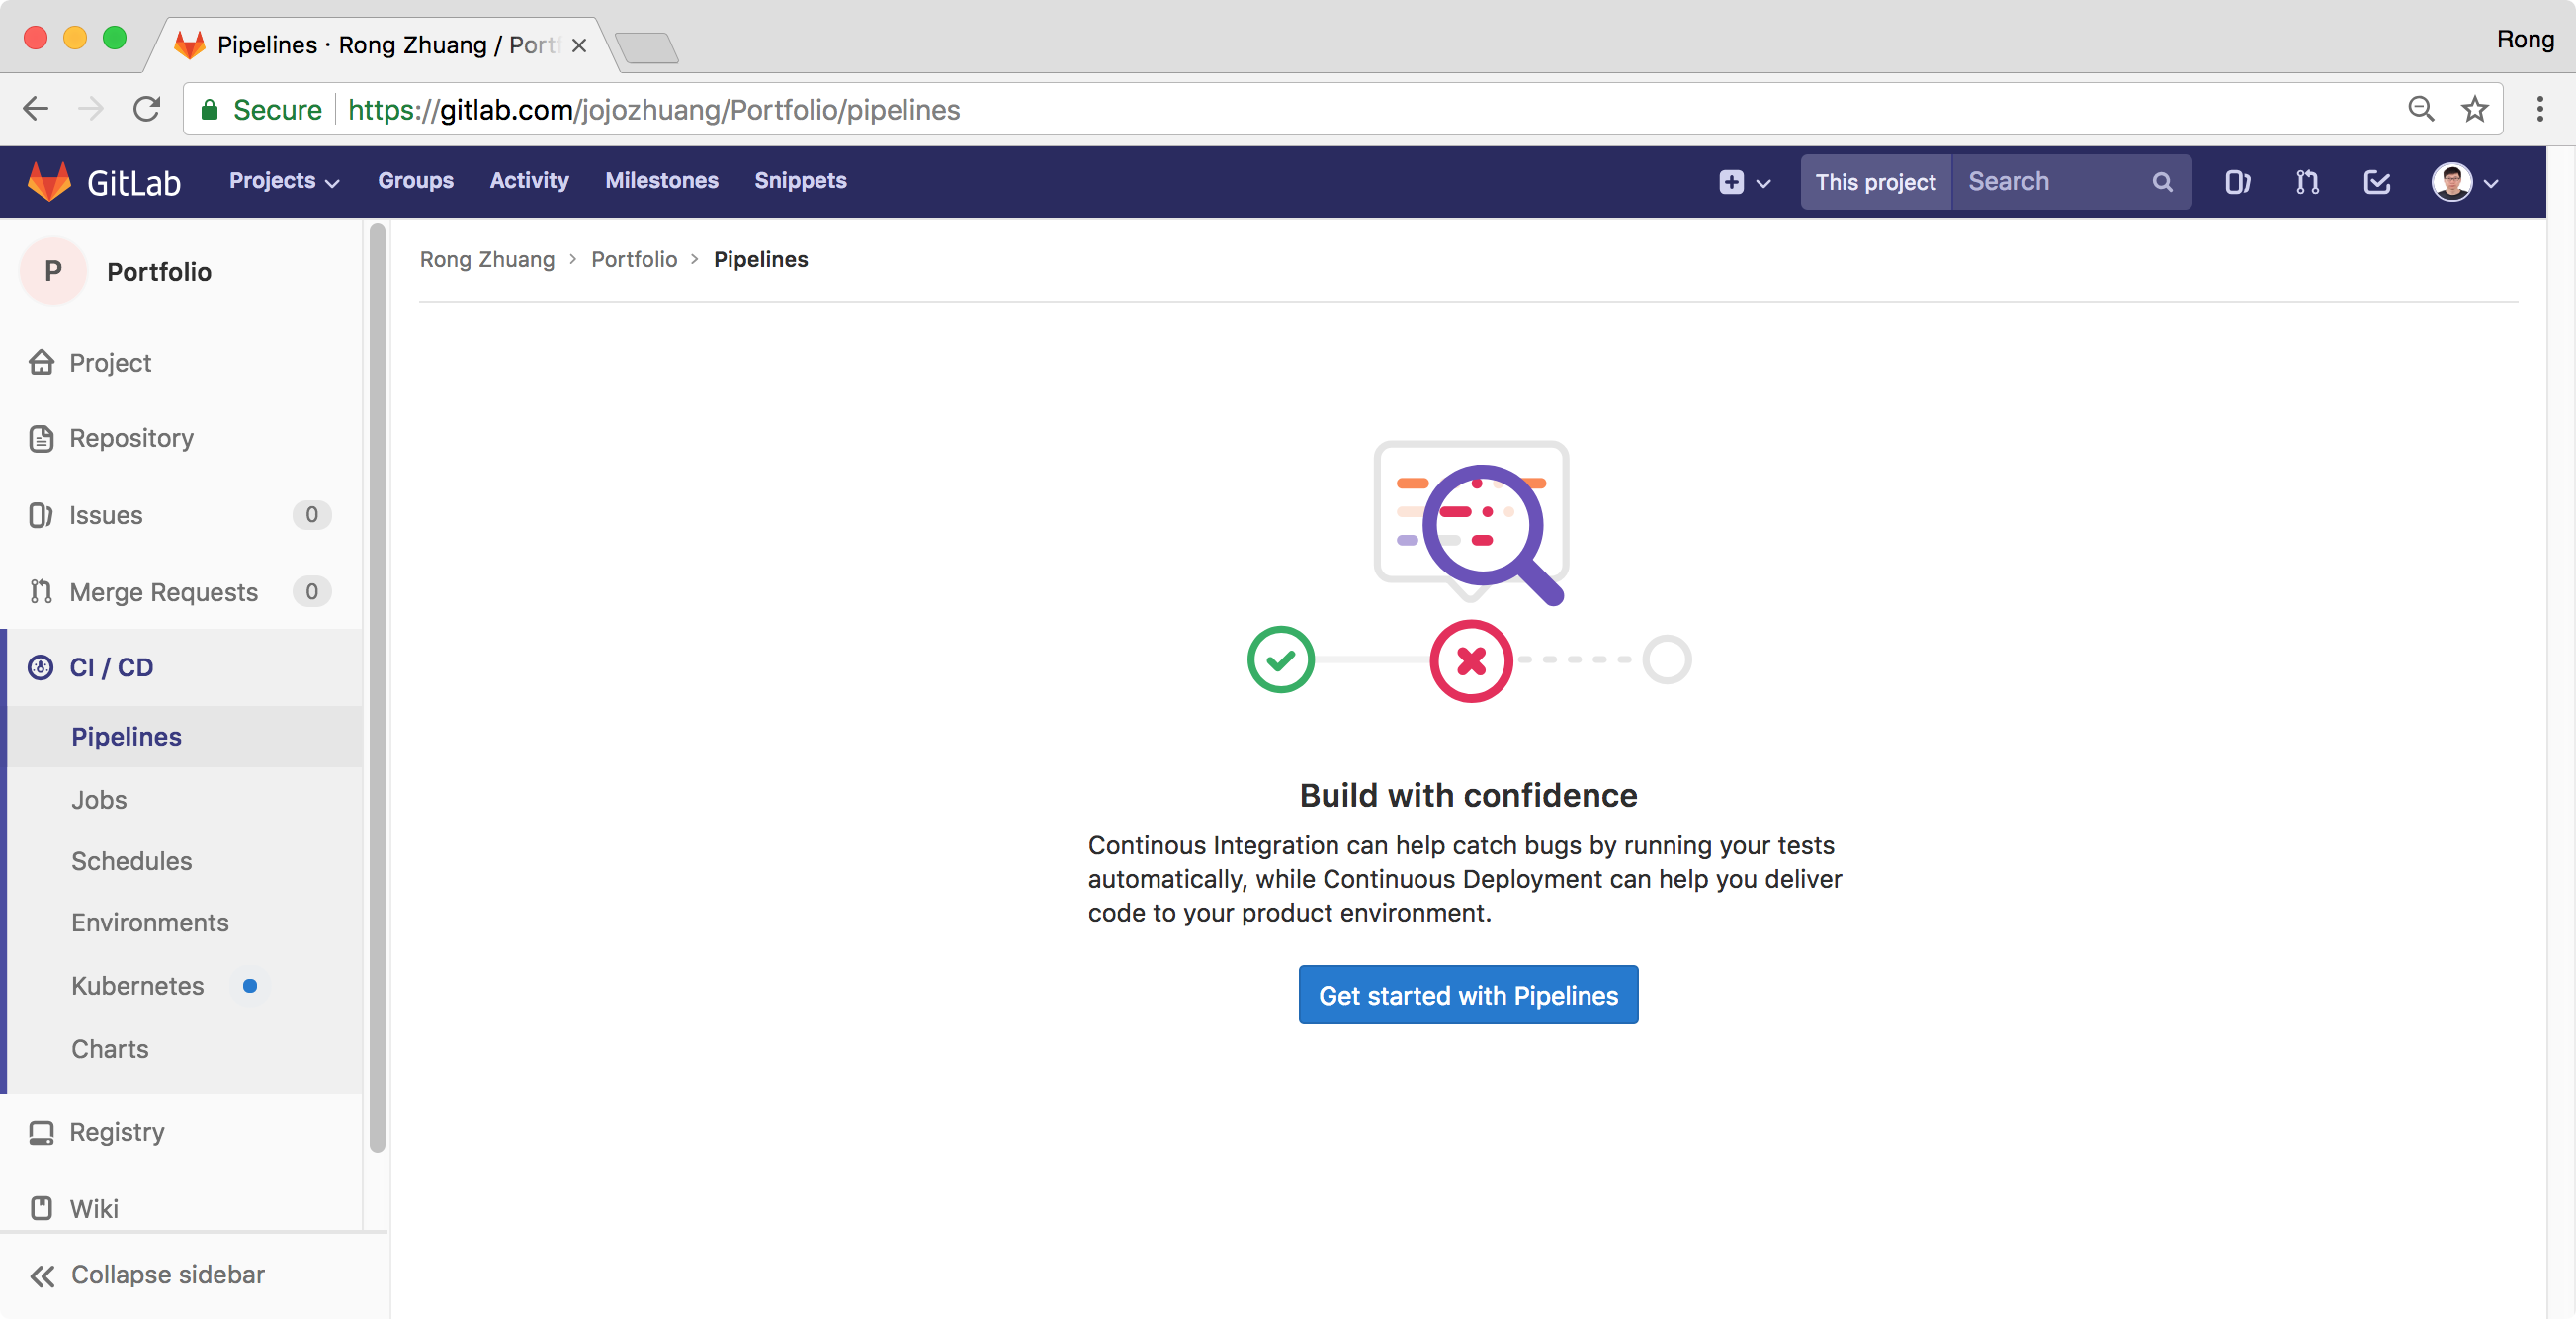 Pipelines · Rong Zhuang / Portf
Rong
Secure https://gitlab.com/jojozhuang/Portfolio/pipelines
GitLab Projects Groups Activity Milestones Snippets This project Search
P Portfolio
Rong Zhuang > Portfolio > Pipelines
Project
Repository
Issues 0
Merge Requests 0
CI / CD
Pipelines
Jobs
Schedules
Environments
Kubernetes
Charts
Registry
Wiki
Collapse sidebar
Build with confidence
Continous Integration can help catch bugs by running your tests
automatically, while Continuous Deployment can help you deliver
code to your product environment.
Get started with Pipelines